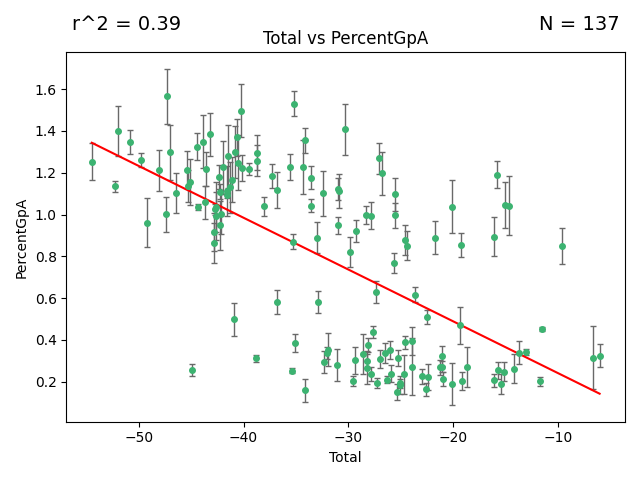 r^2 = 0.39
N = 137
Total vs PercentGpA
PercentGpA
1.6
1.4
1.2
1.0
0.8
0.6
0.4
0.2
−50
−40
−30
−20
−10
Total